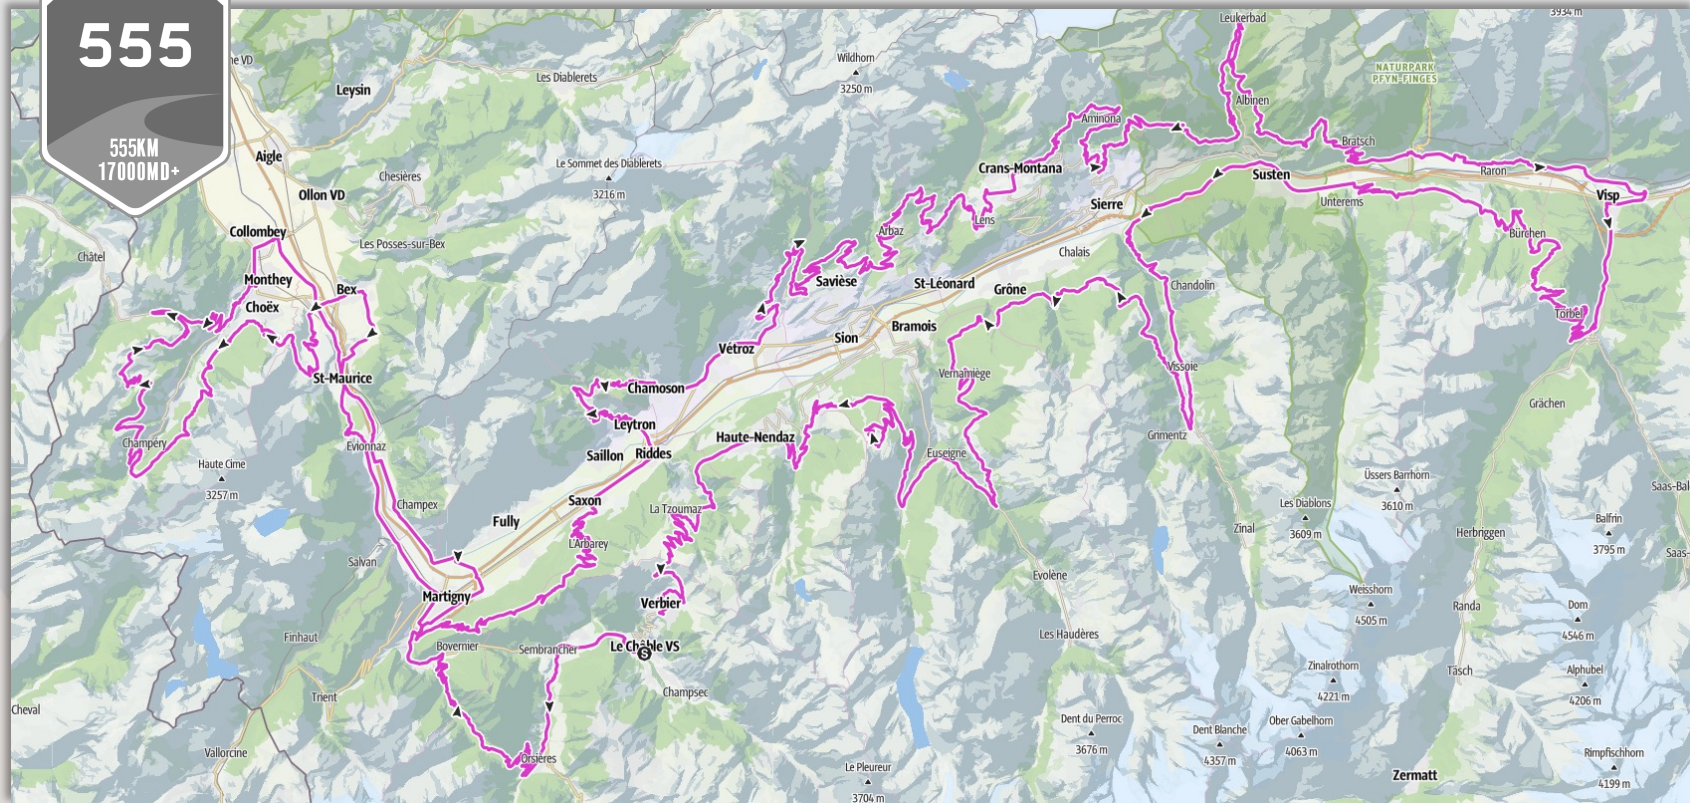 555
555KM
17000MD+
Leukerbad
3934 m
ne VD
Wildhorn
3250 m
Les Diablerets
Leysin
NATURPARK
PFYN-FINGES
Albinen
Aminona
Bratsch
Aigle
Le Sommet des Diablerets
3216 m
Chesières
Crans-Montana
Susten
Raron
Ollon VD
Visp
Sierre
Unterems
Collombey
Lens
Arbaz
Bürchen
Les Posses-sur-Bex
Châtel
Chalais
Monthey
Savièse
St-Léonard
Grône
Chandolin
Bex
Choëx
Törbel
Bramois
Sion
Vétroz
Vernamiège
Vissoie
St-Maurice
Chamoson
Grächen
Leytron
Haute-Nendaz
Grimentz
Champéry
Evionnaz
Saillon
Riddes
Euseigne
Haute Cime
3257 m
Üssers Barrhorn
3610 m
Saas-Bal
Saxon
Champex
La Tzoumaz
Les Diablons
3609 m
Fully
Zinal
Balfrin
3795 m
Herbriggen
L'Arbarey
Saas-
Salvan
Evolène
Weisshorn
4505 m
Martigny
Verbier
Randa
Dom
4546 m
Finhaut
Les Haudères
Bovernier
Sembrancher
Le Châble VS
S
Zinalrothorn
4221 m
Täsch
Alphubel
4206 m
Trient
Champsec
Cheval
Dent du Perroc
3676 m
Dent Blanche
4357 m
Ober Gabelhorn
4063 m
Vallorcine
Orsières
Rimpfischhorn
4199 m
Le Pleureur
3704 m
Zermatt